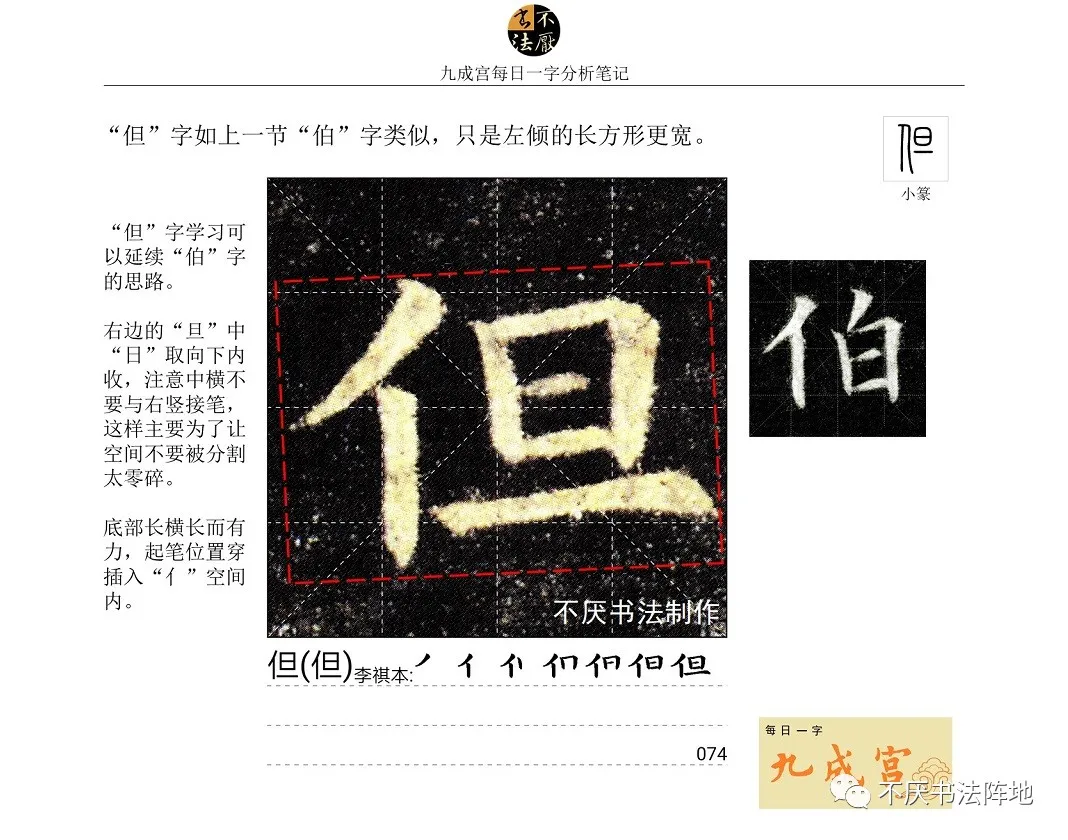 不厭書法
九成宫每日一字分析笔记
“但”字如上一节“伯”字类似，只是左倾的长方形更宽。
但
小篆
“但”字学习可
以延续“伯”字
的思路。
右边的“旦”中
“日”取向下内
收，注意中横不
要与右竖接笔，
这样主要为了让
空间不要被分割
太零碎。
底部长横长而有
力，起笔位置穿
插入“亻”空间
内。
但
伯
不厌书法制作
但(但)李祺本:
074
每日一字
九成宫
不厌书法阵地